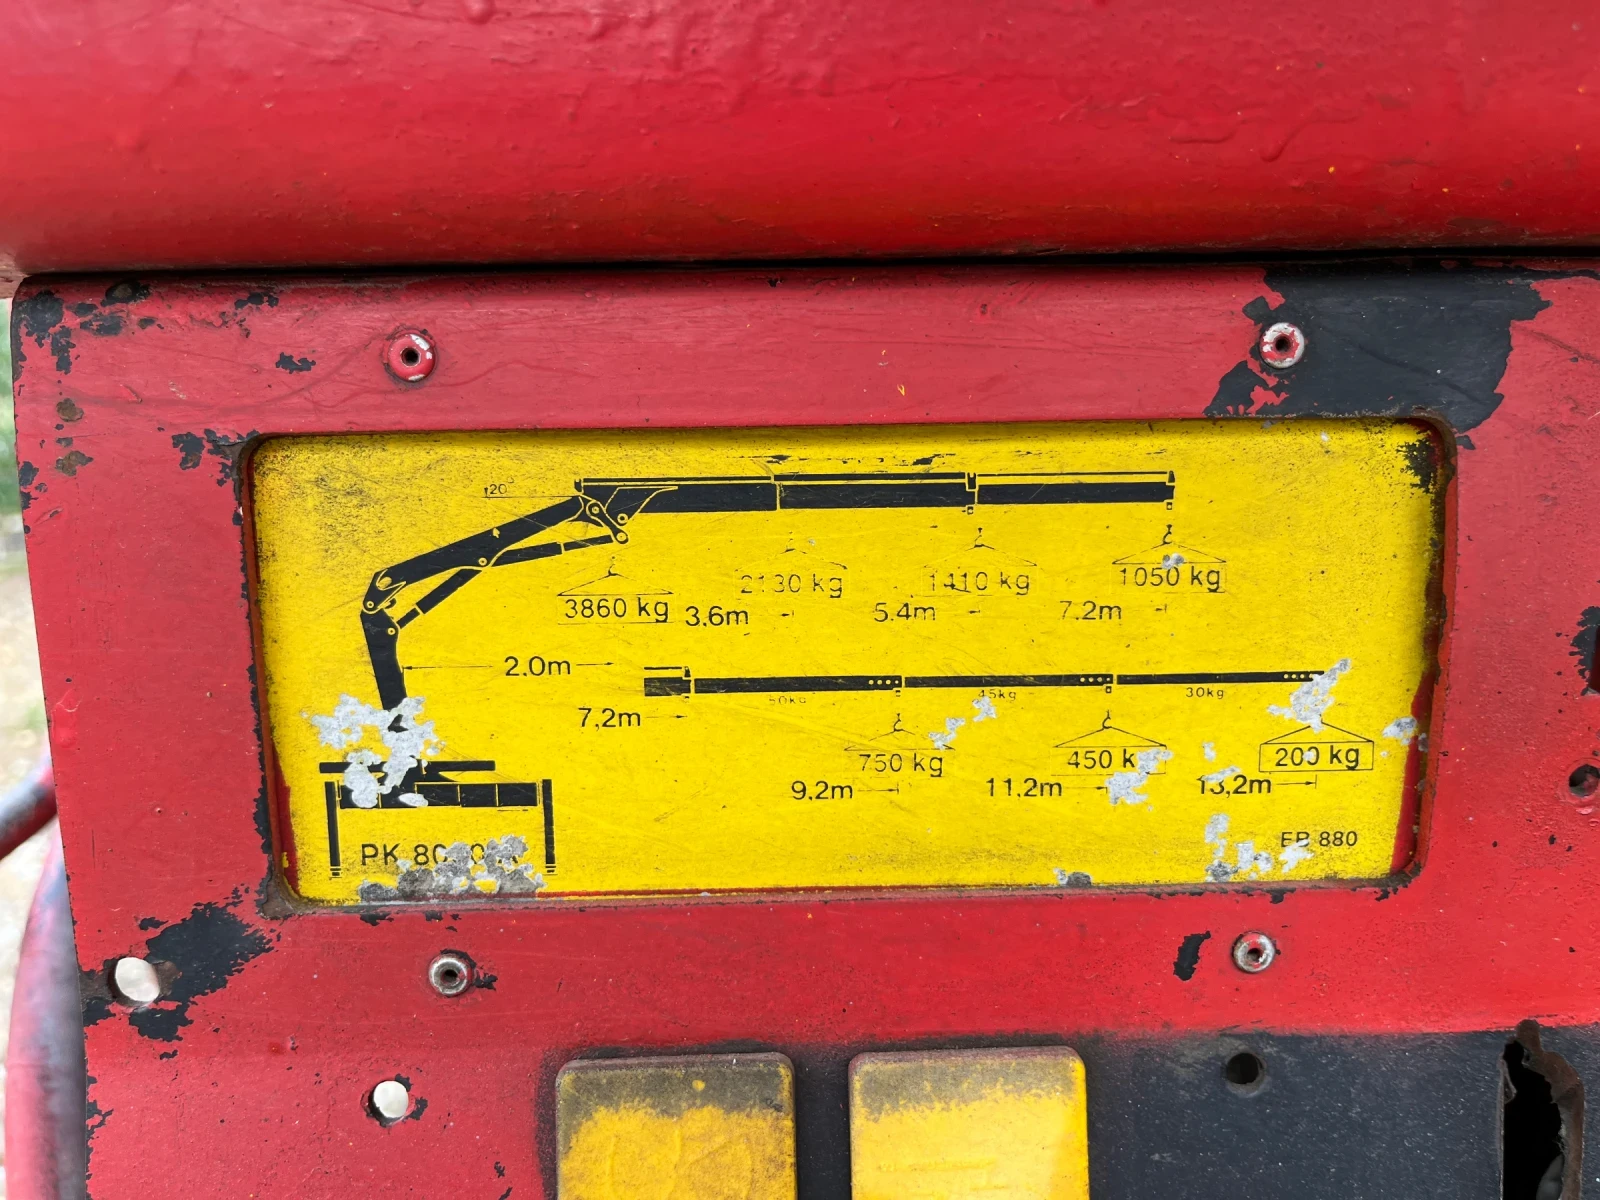 20°
3860 kg
2130 kg
1410 kg
1050 kg
3.6m
5.4m
7.2m
2.0m
50kg
45kg
30kg
7,2m
750 kg
450 k
200 kg
9,2m
11,2m
13,2m
PK 80
880